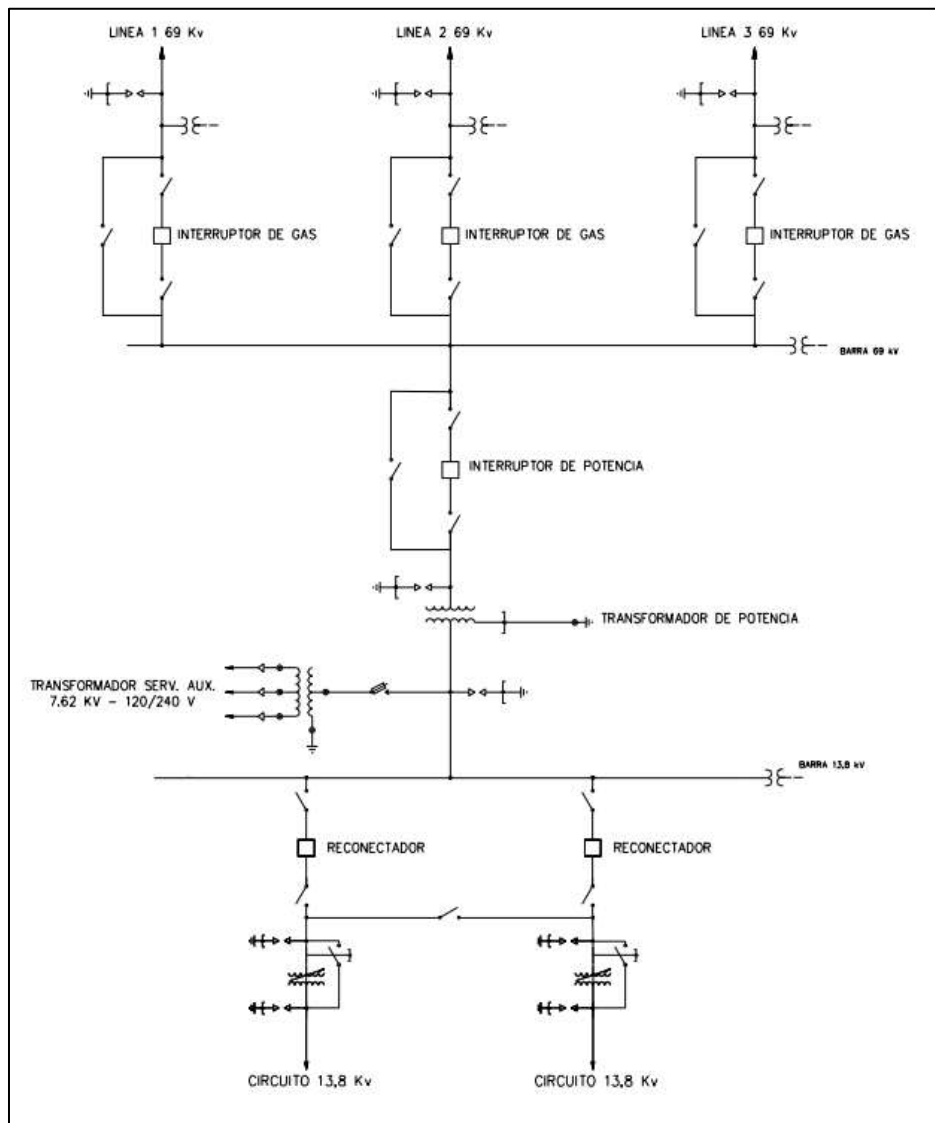 LINEA 1 69 Kv
LINEA 2 69 Kv
LINEA 3 69 Kv
INTERRUPTOR DE GAS
INTERRUPTOR DE GAS
INTERRUPTOR DE GAS
BARRA 69 kV
INTERRUPTOR DE POTENCIA
TRANSFORMADOR DE POTENCIA
TRANSFORMADOR SERV. AUX.
7.62 KV - 120/240 V
BARRA 13,8 kV
RECONECTADOR
RECONECTADOR
CIRCUITO 13,8 Kv
CIRCUITO 13,8 Kv